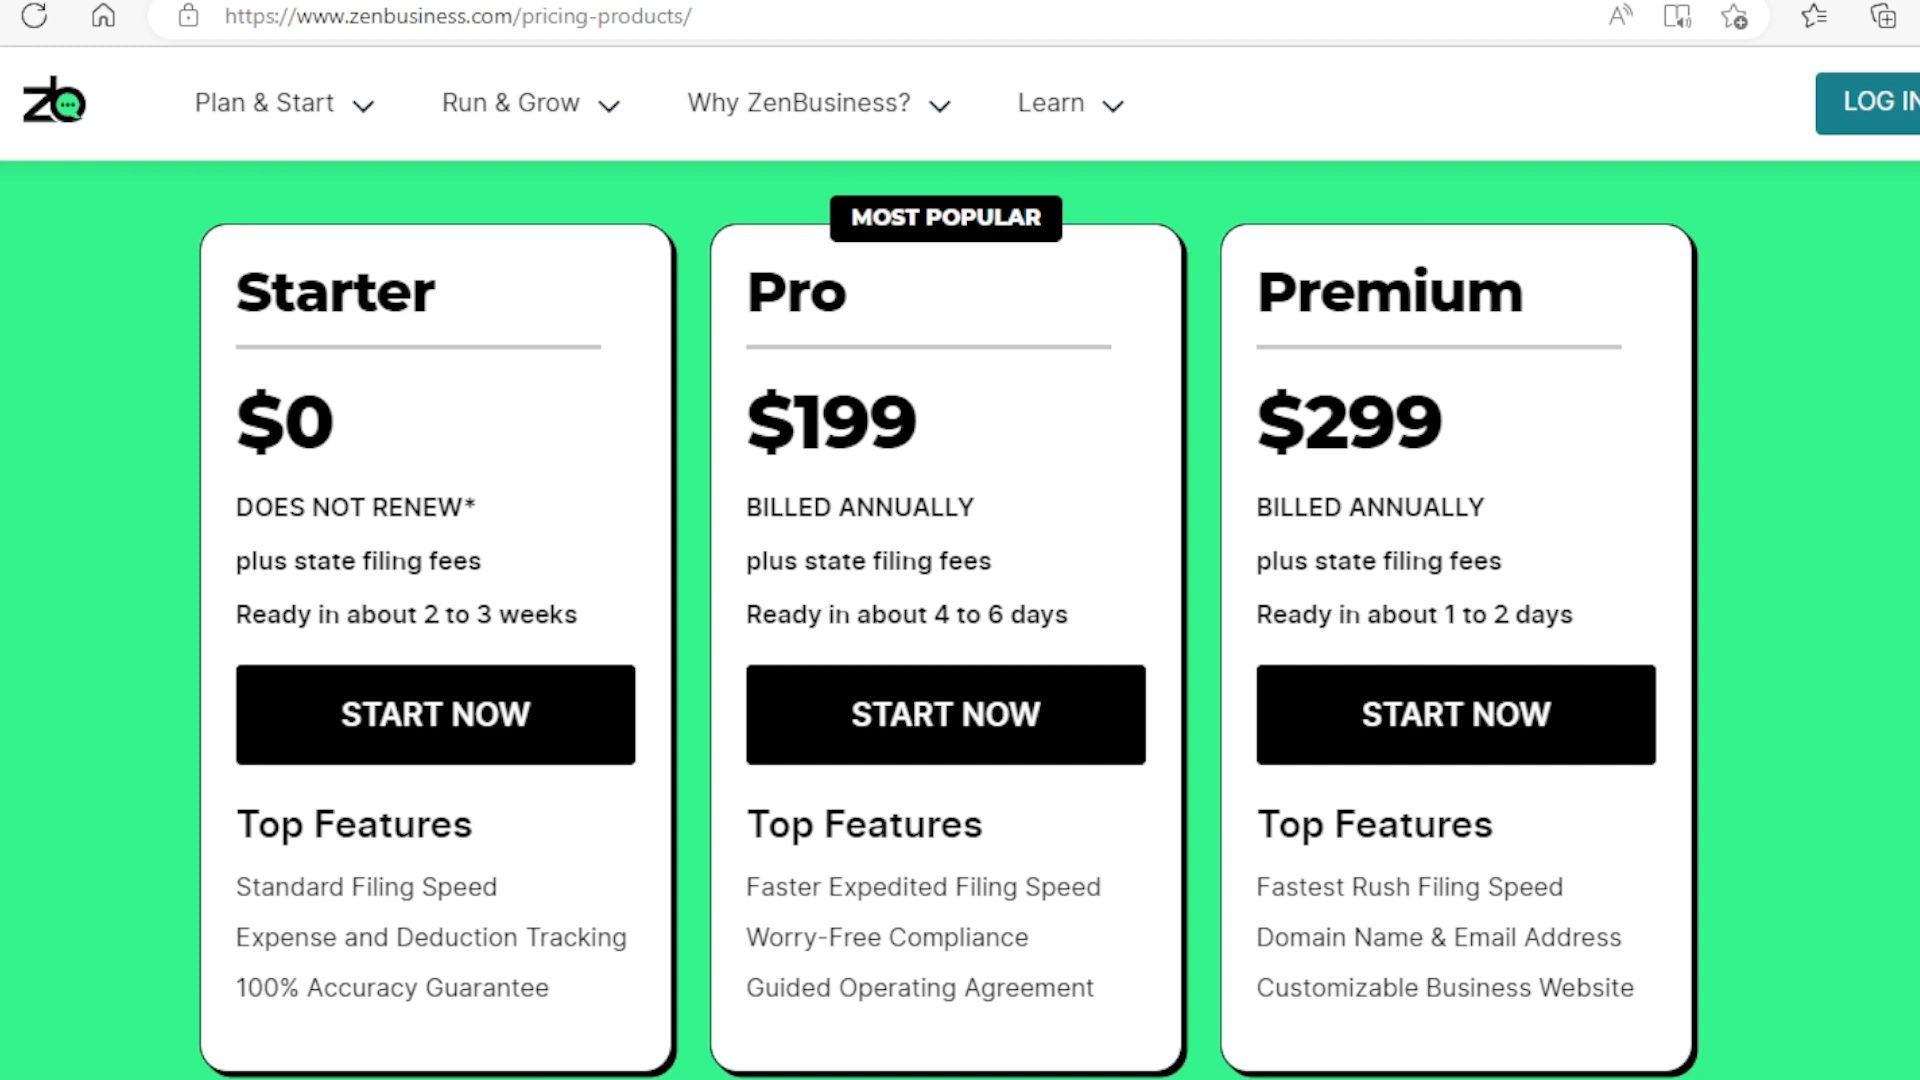 https://www.zenbusiness.com/pricing-products/
zb
Plan & Start
Run & Grow
Why ZenBusiness?
Learn
LOG IN
MOST POPULAR
Starter
$0
DOES NOT RENEW*
plus state filing fees
Ready in about 2 to 3 weeks
START NOW
Top Features
Standard Filing Speed
Expense and Deduction Tracking
100% Accuracy Guarantee
Pro
$199
BILLED ANNUALLY
plus state filing fees
Ready in about 4 to 6 days
START NOW
Top Features
Faster Expedited Filing Speed
Worry-Free Compliance
Guided Operating Agreement
Premium
$299
BILLED ANNUALLY
plus state filing fees
Ready in about 1 to 2 days
START NOW
Top Features
Fastest Rush Filing Speed
Domain Name & Email Address
Customizable Business Website